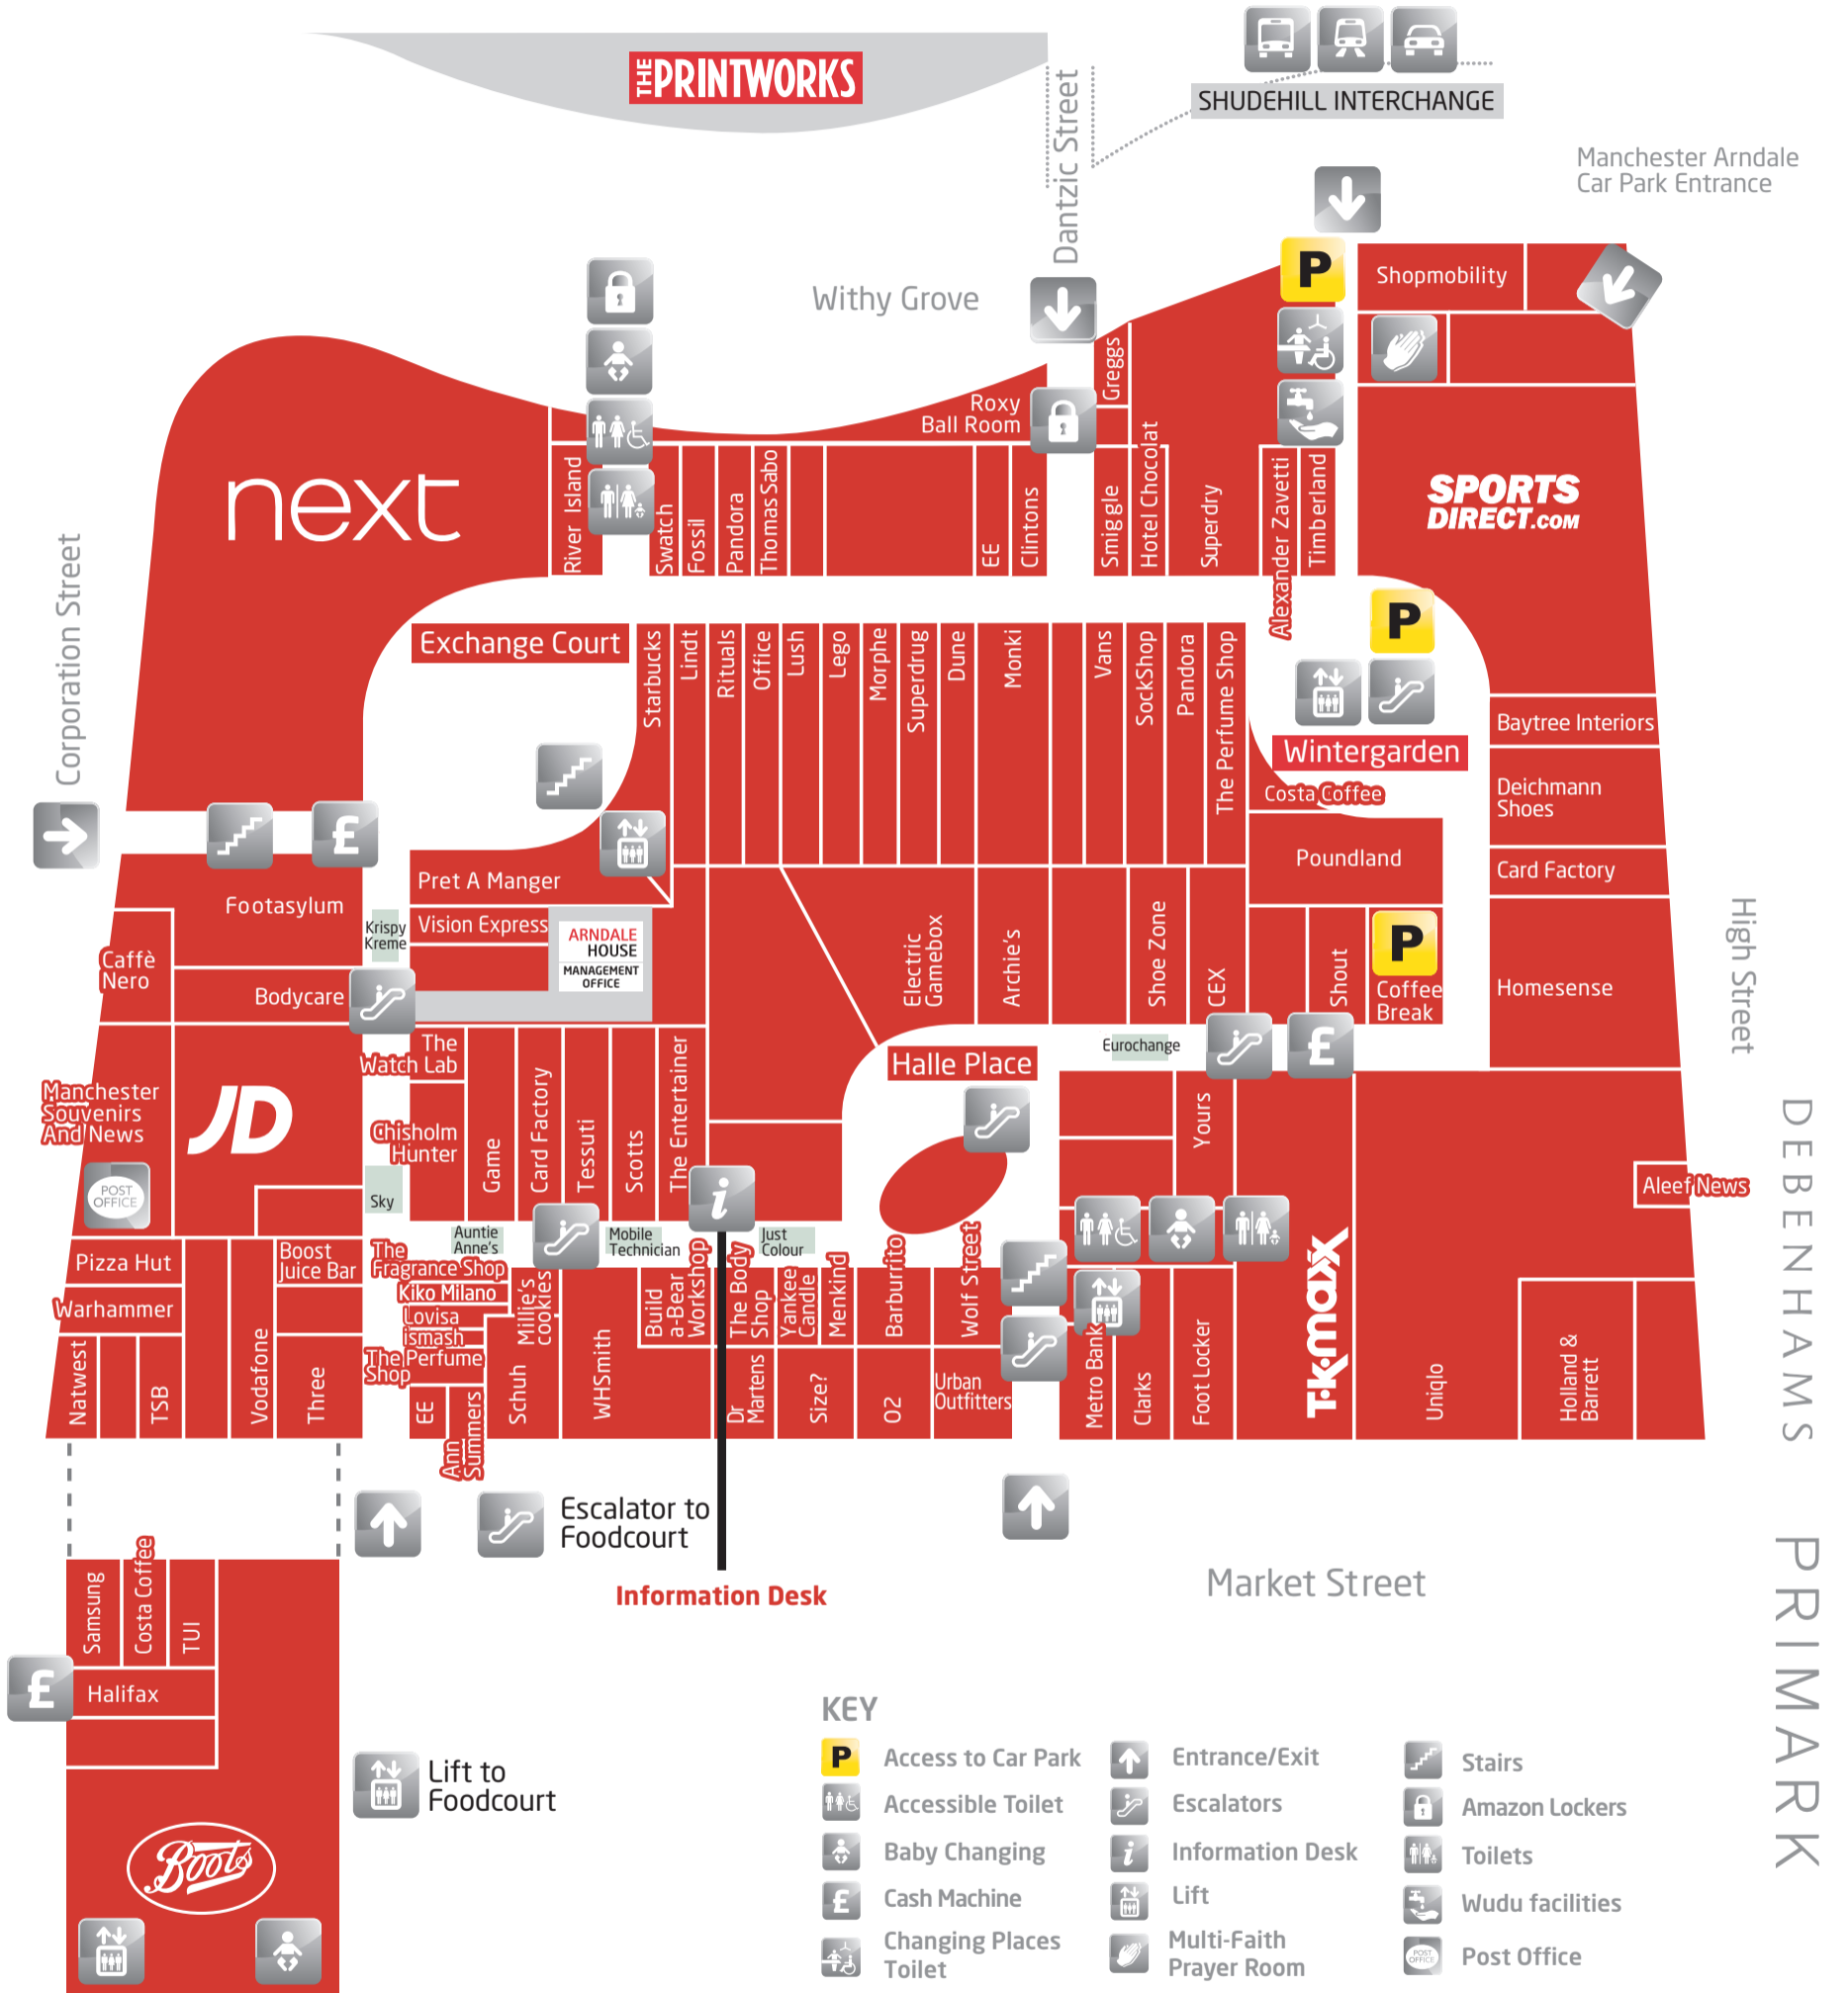 THE PRINTWORKS
SHUDEHILL INTERCHANGE
Dantzic Street
Manchester Arndale
Car Park Entrance
Withy Grove
Corporation Street
High Street
DEBENHAMS
PRIMARK
Market Street
P
Shopmobility
next
River Island
Roxy
Ball Room
Swatch
Fossil
Pandora
Thomas Sabo
EE
Clintons
Greggs
Smiggle
Hotel Chocolat
Superdry
Alexander Zavetti
Timberland
SPORTS
DIRECT.COM
P
Exchange Court
Starbucks
Lindt
Rituals
Office
Lush
Lego
Morphe
Superdrug
Dune
Monki
Vans
SockShop
Pandora
The Perfume Shop
Wintergarden
Costa Coffee
Poundland
Baytree Interiors
Deichmann
Shoes
Card Factory
Homesense
£
Footasylum
Krispy
Kreme
Caffè
Nero
Bodycare
Pret A Manger
Vision Express
ARNDALE
HOUSE
MANAGEMENT
OFFICE
Electric
Gamebox
Archie's
Shoe Zone
CEX
Shout
P
Coffee
Break
Eurochange
£
Halle Place
The
Watch Lab
Chisholm
Hunter
Game
Card Factory
Tessuti
Scotts
The Entertainer
Manchester
Souvenirs
And News
POST
OFFICE
JD
Sky
Yours
Aleef News
Auntie
Anne's
Mobile
Technician
i
Just
Colour
Pizza Hut
Warhammer
Natwest
TSB
Vodafone
Boost
Juice Bar
Three
The
Fragrance Shop
Kiko Milano
Lovisa
ismash
The Perfume
Shop
EE
Ann
Summers
Millie's
cookies
Schuh
WHSmith
Build
a-Bear
Workshop
The Body
Shop
Yankee
Candle
Menkind
Barburrito
Wolf Street
Dr
Martens
Size?
O2
Urban
Outfitters
Metro Bank
Clarks
Foot Locker
T·K·maxx
Uniqlo
Holland &
Barrett
Escalator to
Foodcourt
Information Desk
Samsung
Costa Coffee
TUI
£
Halifax
Boots
Lift to
Foodcourt
KEY
P
Access to Car Park
Accessible Toilet
Baby Changing
£
Cash Machine
Changing Places
Toilet
Entrance/Exit
Escalators
i
Information Desk
Lift
Multi-Faith
Prayer Room
Stairs
Amazon Lockers
Toilets
Wudu facilities
POST
OFFICE
Post Office